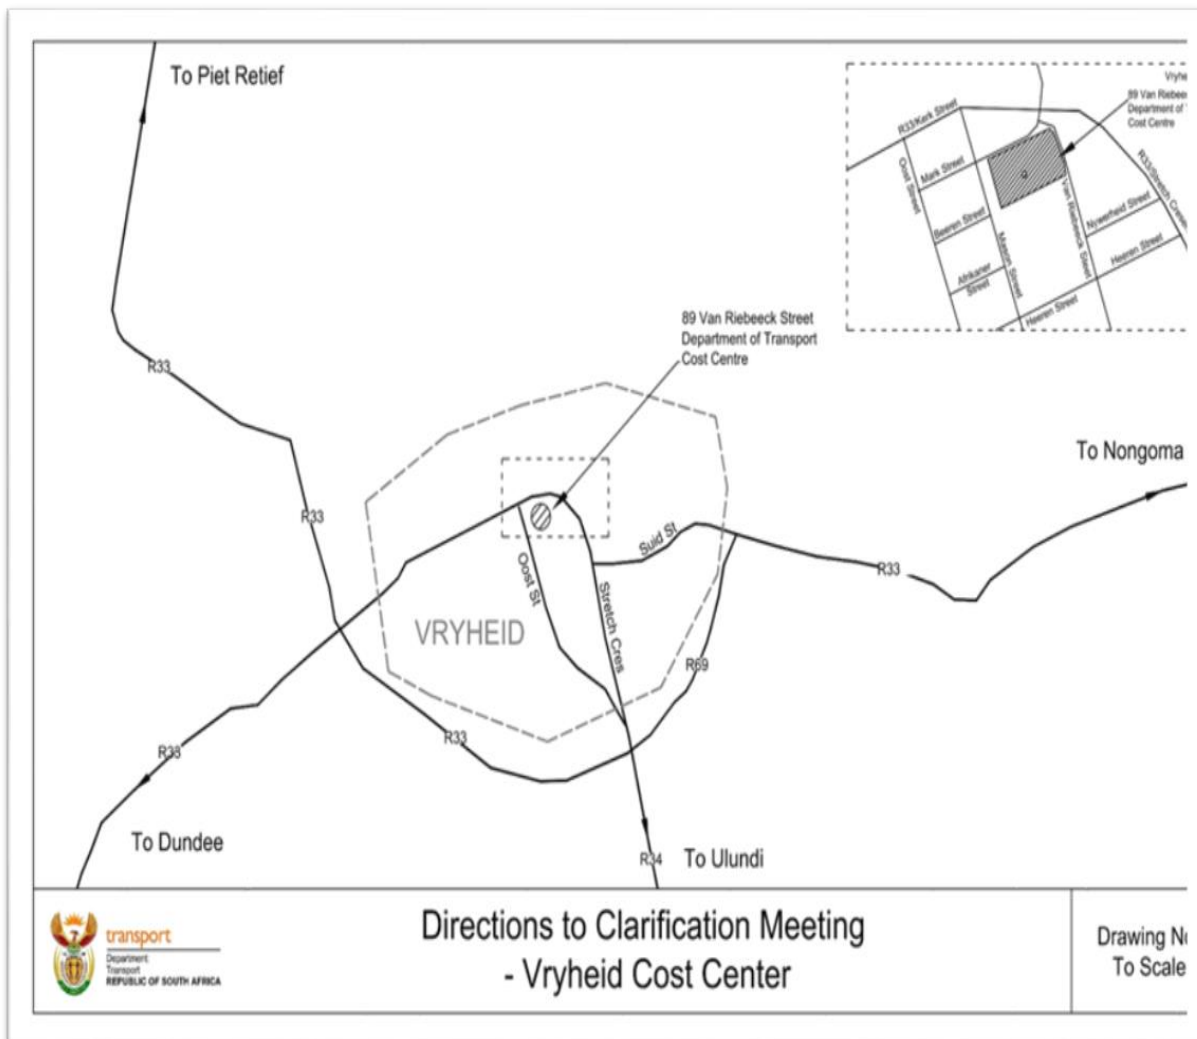 To Piet Retief
Vryhe
89 Van Riebee
Department of
Cost Centre
R33/Kerk Street
Oost Street
Mark Street
Beeren Street
Afrikaner
Street
Mason Street
Van Riebeeck Street
Nywerheid Street
Heeren Street
Heeren Street
R33/Stretch Cresc
89 Van Riebeeck Street
Department of Transport
Cost Centre
R33
R33
To Nongoma
Suid St
R33
Oost St
Stretch Cres
VRYHEID
R69
R33
R33
To Dundee
R34
To Ulundi
transport
Department
Transport
REPUBLIC OF SOUTH AFRICA
Directions to Clarification Meeting
- Vryheid Cost Center
Drawing N
To Scale